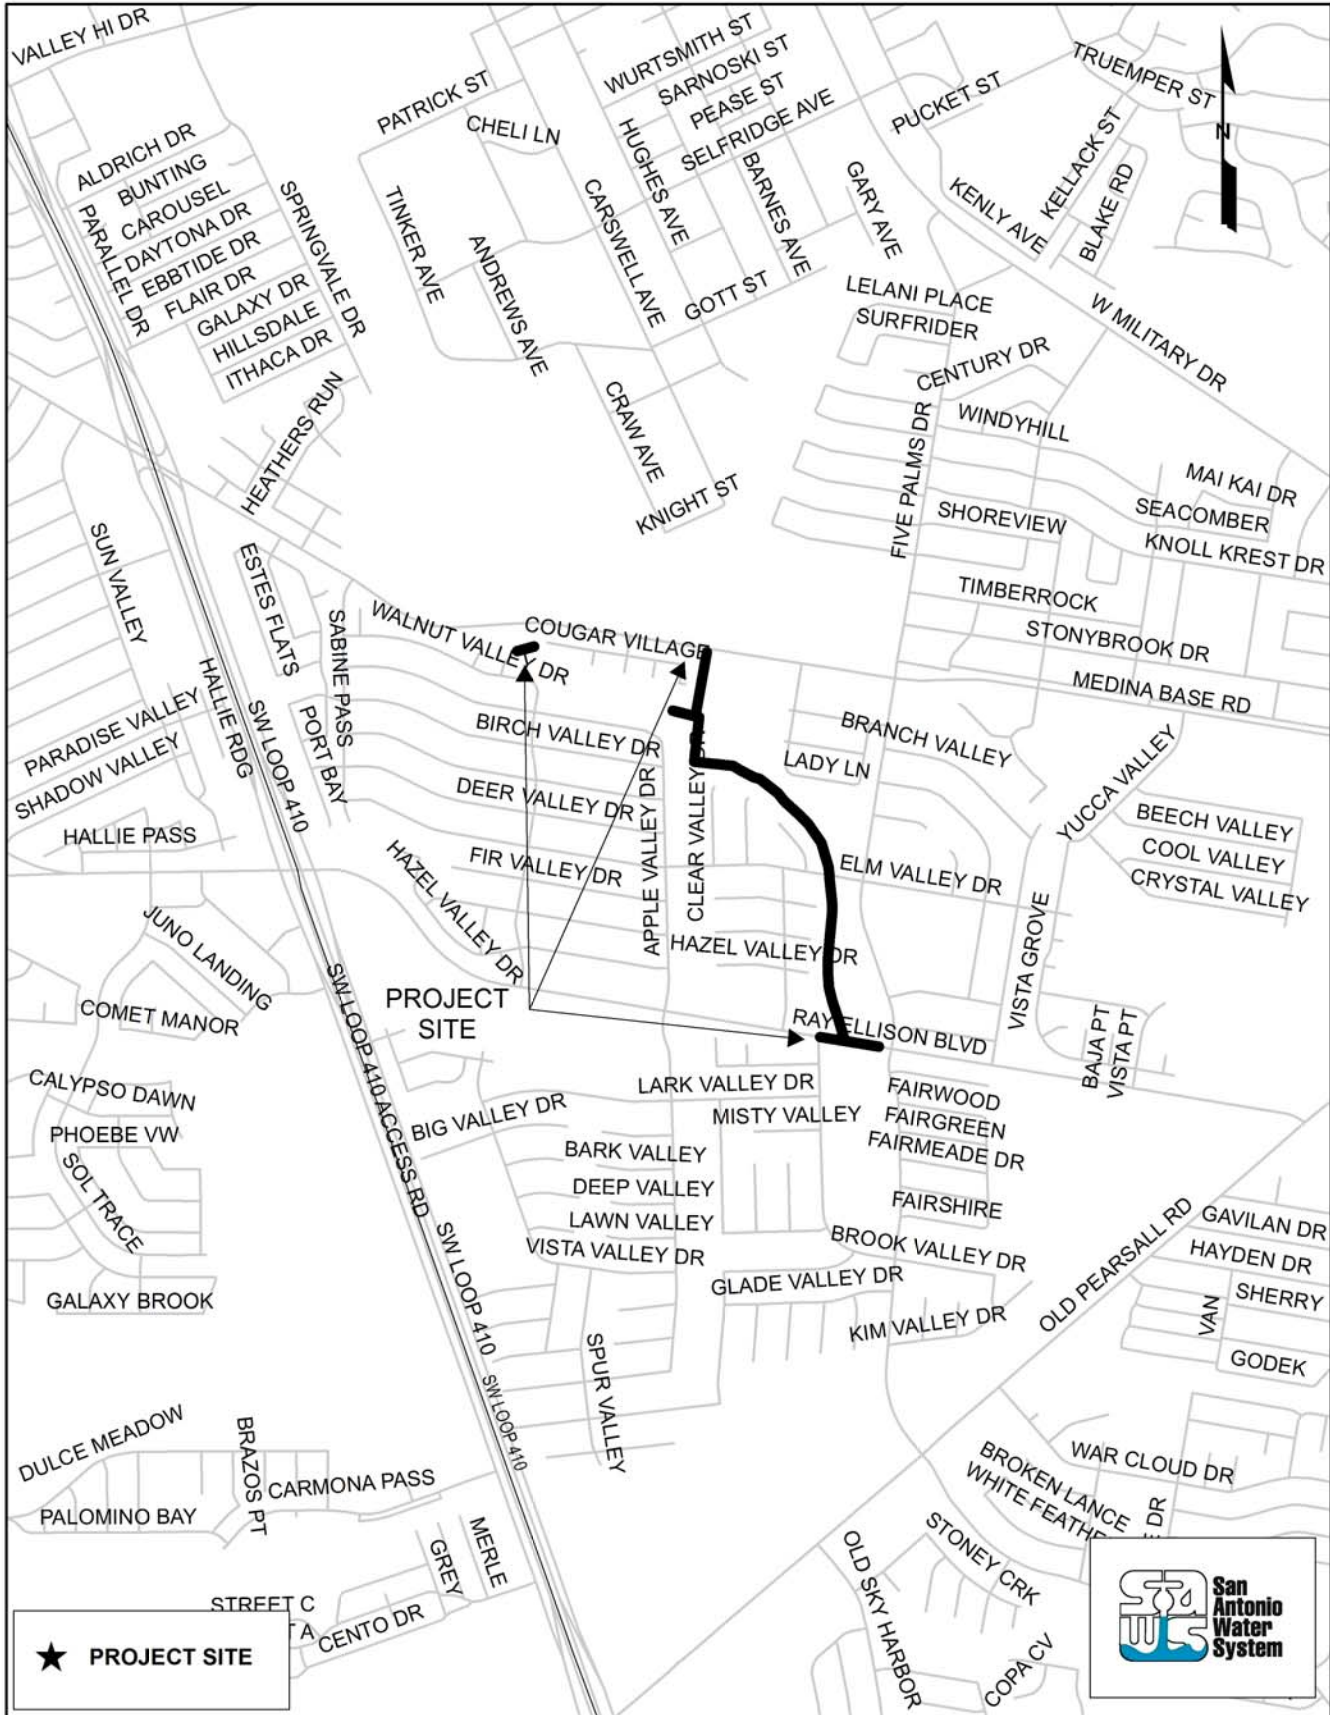 VALLEY HI DR
WURTSMITH ST
SARNOSKI ST
PEASE ST
SELFRIDGE AVE
PATRICK ST
CHELI LN
PUCKET ST
TRUEMPER ST
N
ALDRICH DR
BUNTING
CAROUSEL
DAYTONA DR
EBBTIDE DR
FLAIR DR
GALAXY DR
HILLSDALE
ITHACA DR
PARALLEL DR
SPRINGVALE DR
HEATHERS RUN
TINKER AVE
ANDREWS AVE
CARSWELL AVE
HUGHES AVE
BARNES AVE
GARY AVE
GOTT ST
CRAW AVE
KNIGHT ST
KENLY AVE
KELLACK ST
BLAKE RD
W MILITARY DR
LELANI PLACE
SURFRIDER
CENTURY DR
WINDYHILL
FIVE PALMS DR
MAI KAI DR
SEACOMBER
KNOLL KREST DR
SHOREVIEW
TIMBERROCK
STONYBROOK DR
MEDINA BASE RD
SUN VALLEY
ESTES FLATS
SABINE PASS
WALNUT VALLEY DR
COUGAR VILLAGE
HALLIE RDG
SW LOOP 410
PORT BAY
PARADISE VALLEY
SHADOW VALLEY
HALLIE PASS
BIRCH VALLEY DR
DEER VALLEY DR
FIR VALLEY DR
HAZEL VALLEY DR
APPLE VALLEY DR
CLEAR VALLEY DR
BRANCH VALLEY
LADY LN
YUCCA VALLEY
BEECH VALLEY
COOL VALLEY
CRYSTAL VALLEY
ELM VALLEY DR
HAZEL VALLEY DR
VISTA GROVE
JUNO LANDING
COMET MANOR
PROJECT
SITE
RAY ELLISON BLVD
BAJA PT
VISTA PT
SW LOOP 410 ACCESS RD
CALYPSO DAWN
PHOEBE VW
SOL TRACE
GALAXY BROOK
BIG VALLEY DR
LARK VALLEY DR
MISTY VALLEY
BARK VALLEY
DEEP VALLEY
LAWN VALLEY
VISTA VALLEY DR
FAIRWOOD
FAIRGREEN
FAIRMEADE DR
FAIRSHIRE
BROOK VALLEY DR
GLADE VALLEY DR
KIM VALLEY DR
OLD PEARSALL RD
GAVILAN DR
HAYDEN DR
SHERRY
VAN
GODEK
SW LOOP 410
SW LOOP 410
SPUR VALLEY
DULCE MEADOW
BRAZOS PT
CARMONA PASS
PALOMINO BAY
GREY
MERLE
STREET C
T A
CENTO DR
WAR CLOUD DR
BROKEN LANCE
WHITE FEATHE
E DR
STONEY CRK
OLD SKY HARBOR
COPA CV
PROJECT SITE
San
Antonio
Water
System